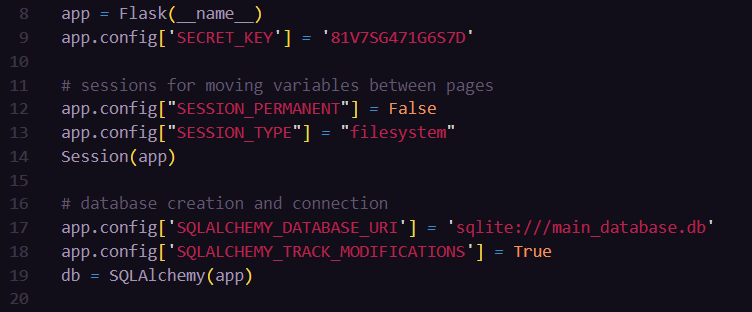 8 app = Flask(__name__)
9 app.config['SECRET_KEY'] = '81V7SG471G6S7D'
10
11 # sessions for moving variables between pages
12 app.config["SESSION_PERMANENT"] = False
13 app.config["SESSION_TYPE"] = "filesystem"
14 Session(app)
15
16 # database creation and connection
17 app.config['SQLALCHEMY_DATABASE_URI'] = 'sqlite:///main_database.db'
18 app.config['SQLALCHEMY_TRACK_MODIFICATIONS'] = True
19 db = SQLAlchemy(app)
20